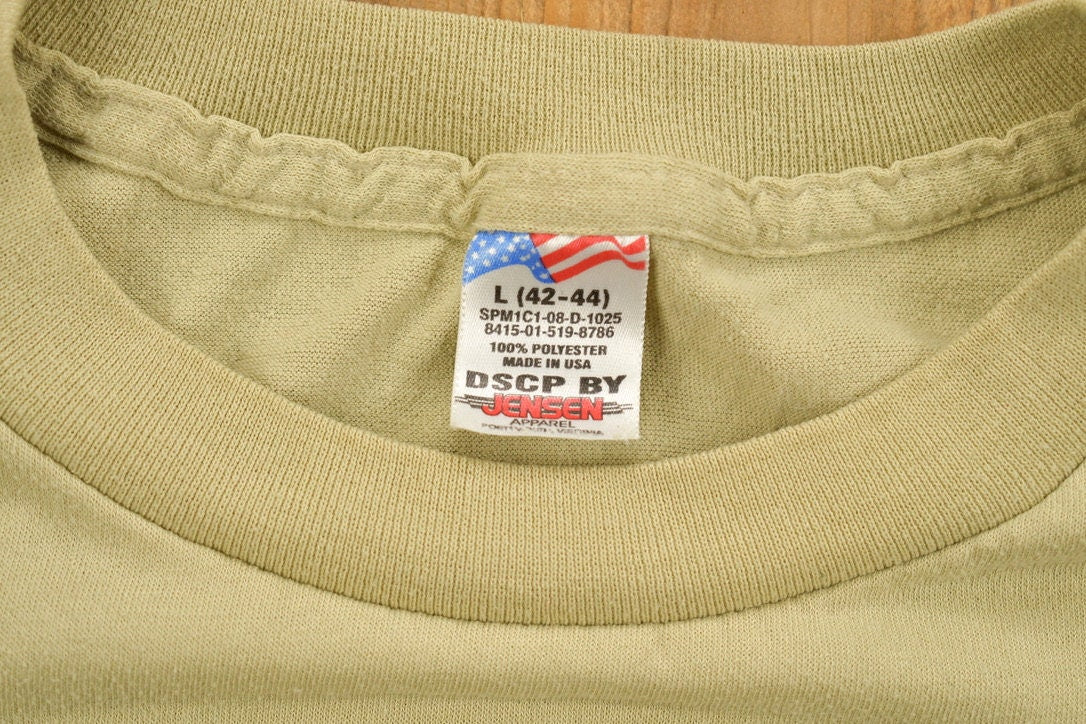 L (42-44)
SPM1C1-08-D-1025
8415-01-519-8786
100% POLYESTER
MADE IN USA
DSCP BY
JENSEN
APPAREL